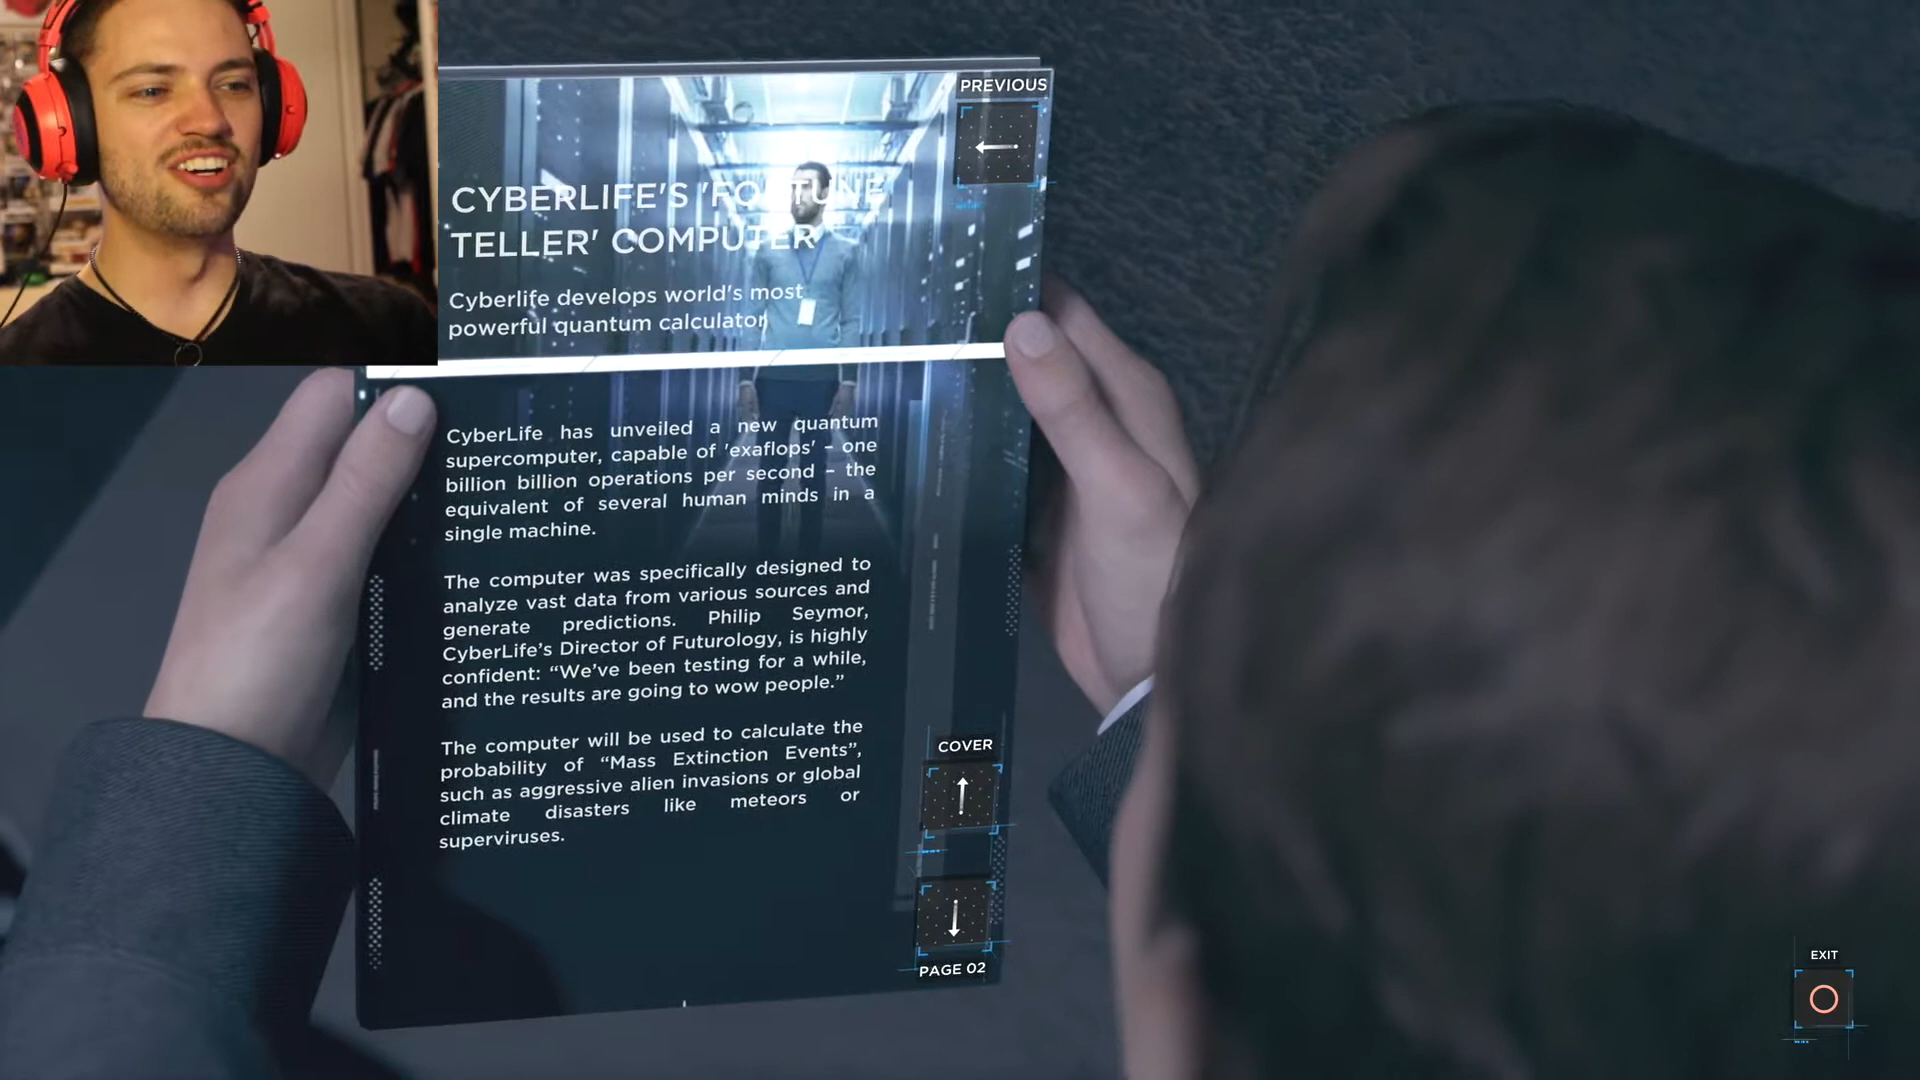 PREVIOUS
CYBERLIFE'S 'FORTUNE
TELLER' COMPUTER
Cyberlife develops world's most
powerful quantum calculator
CyberLife has unveiled a new quantum
supercomputer, capable of 'exaflops' – one
billion billion operations per second – the
equivalent of several human minds in a
single machine.
The computer was specifically designed to
analyze vast data from various sources and
generate predictions. Philip Seymor,
CyberLife’s Director of Futurology, is highly
confident: “We’ve been testing for a while,
and the results are going to wow people.”
The computer will be used to calculate the
probability of “Mass Extinction Events”,
such as aggressive alien invasions or global
climate disasters like meteors or
superviruses.
COVER
PAGE 02
EXIT